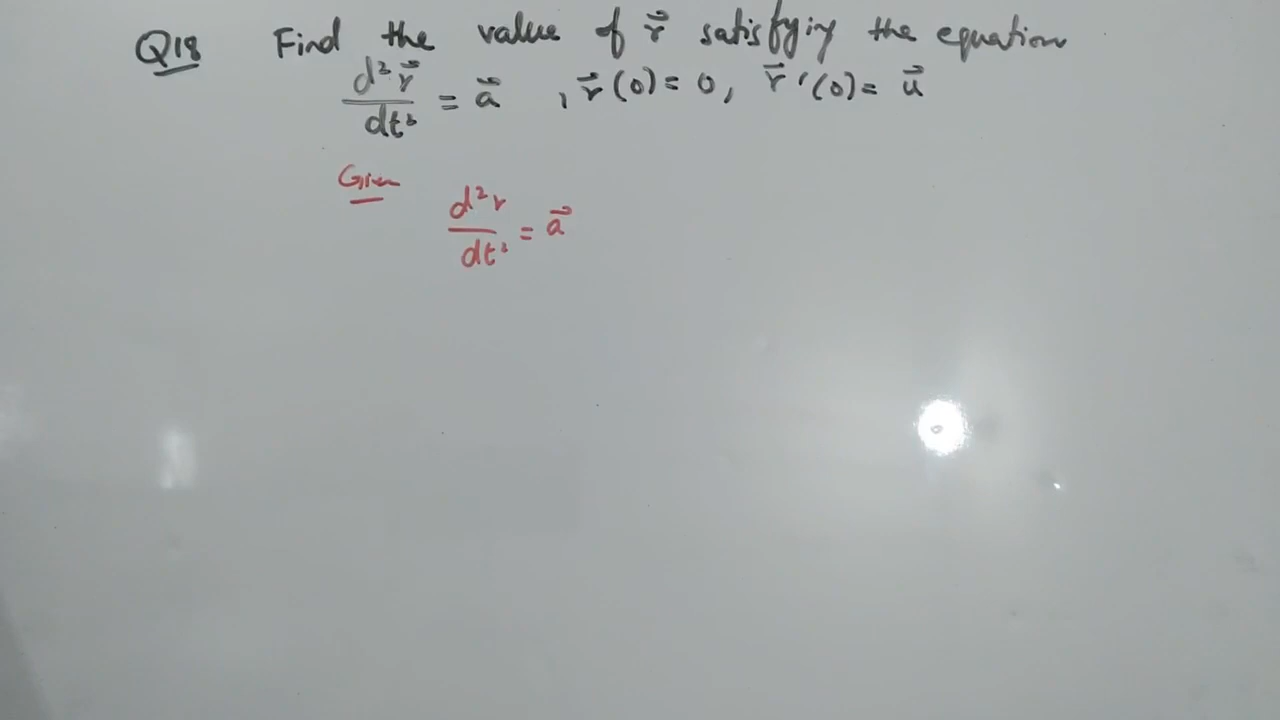 Q18 Find the value of r⃗ satisfying the equation
d²r⃗/dt² = a⃗ , r⃗(0) = 0, r⃗'(0) = u⃗
Given
d²r/dt² = a⃗